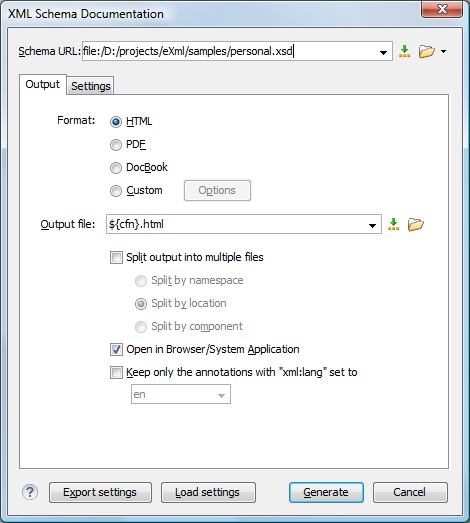 XML Schema Documentation
Schema URL: file:/D:/projects/eXml/samples/personal.xsd
Output Settings
Format: HTML
PDF
DocBook
Custom Options
Output file: ${cfn}.html
Split output into multiple files
Split by namespace
Split by location
Split by component
Open in Browser/System Application
Keep only the annotations with "xml:lang" set to
en
? Export settings Load settings Generate Cancel